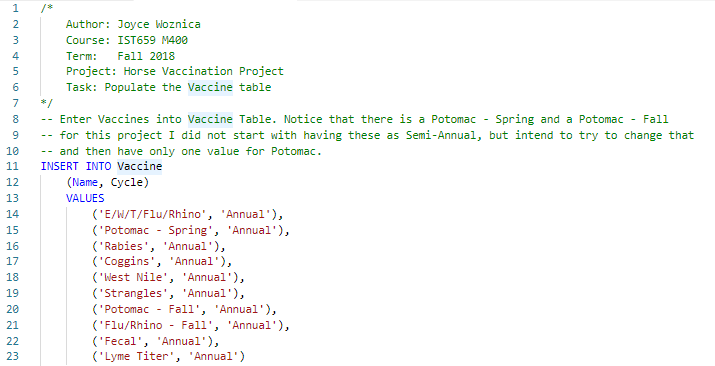 1 /*
2 Author: Joyce Woznica
3 Course: IST659 M400
4 Term: Fall 2018
5 Project: Horse Vaccination Project
6 Task: Populate the Vaccine table
7 */
8 -- Enter Vaccines into Vaccine Table. Notice that there is a Potomac - Spring and a Potomac - Fall
9 -- for this project I did not start with having these as Semi-Annual, but intend to try to change that
10 -- and then have only one value for Potomac.
11 INSERT INTO Vaccine
12 (Name, Cycle)
13 VALUES
14 ('E/W/T/Flu/Rhino', 'Annual'),
15 ('Potomac - Spring', 'Annual'),
16 ('Rabies', 'Annual'),
17 ('Coggins', 'Annual'),
18 ('West Nile', 'Annual'),
19 ('Strangles', 'Annual'),
20 ('Potomac - Fall', 'Annual'),
21 ('Flu/Rhino - Fall', 'Annual'),
22 ('Fecal', 'Annual'),
23 ('Lyme Titer', 'Annual')